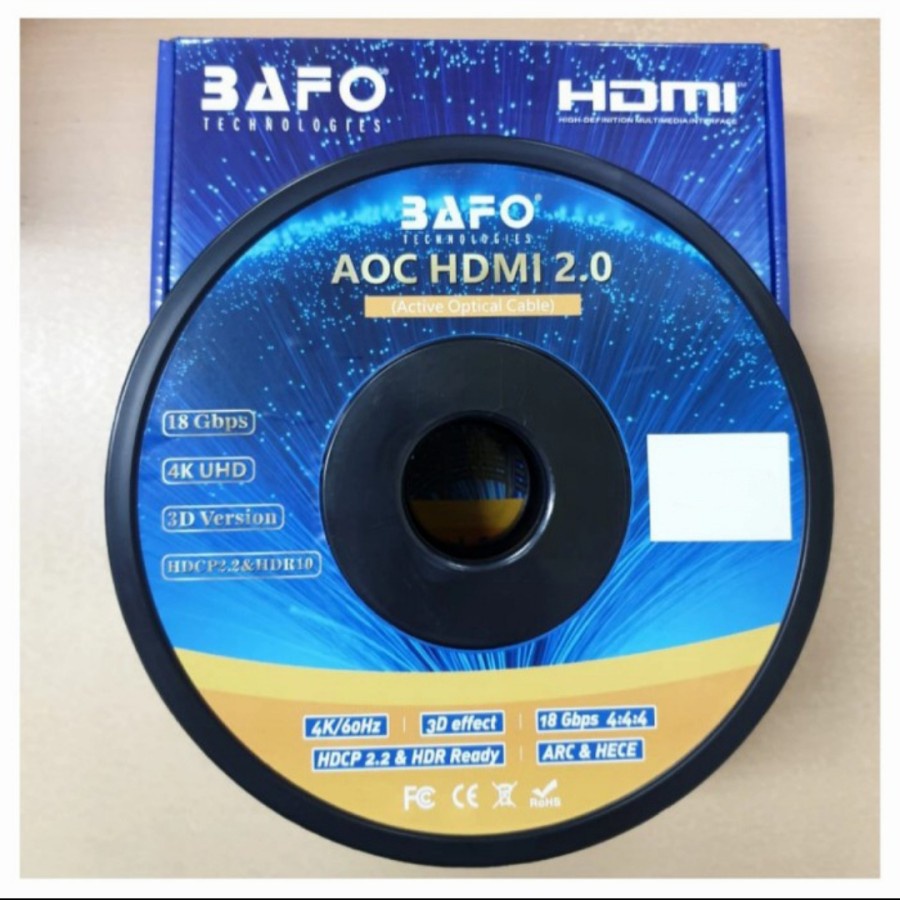 BAFO®
TECHNOLOGIES
HDMI
HIGH-DEFINITION MULTIMEDIA INTERFACE
BAFO®
TECHNOLOGIES
AOC HDMI 2.0
(Active Optical Cable)
18 Gbps
4K UHD
3D Version
HDCP2.2&HDR10
4K/60Hz | 3D effect | 18 Gbps 4:4:4
HDCP 2.2 & HDR Ready | ARC & HECE
FC CE RoHS